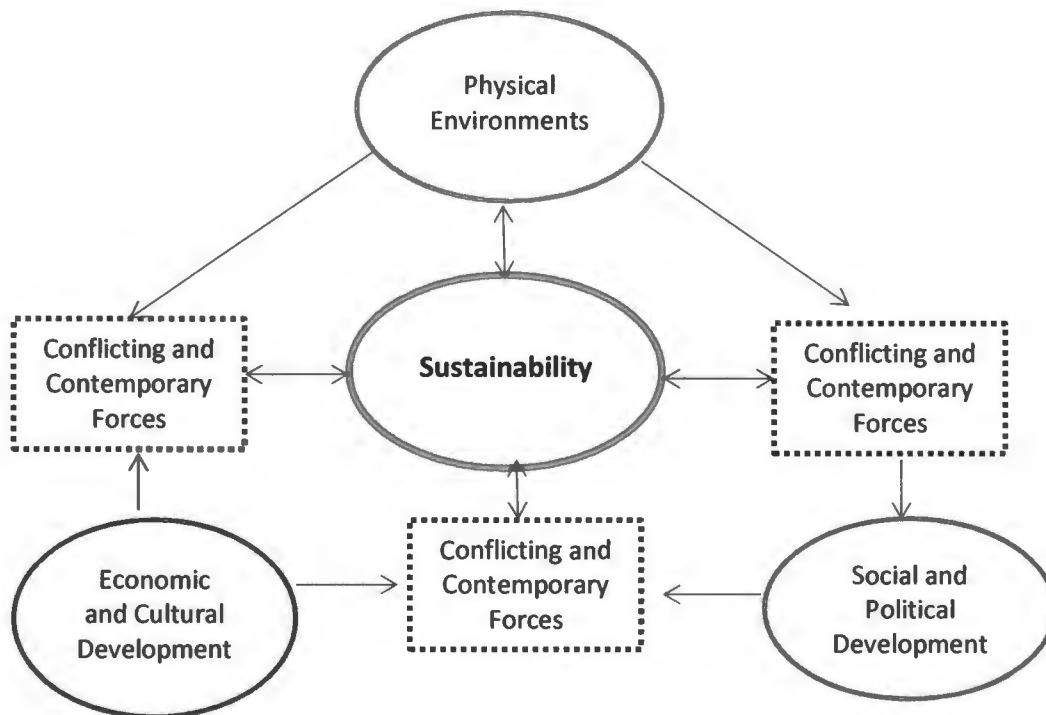 Physical
Environments
Conflicting and
Contemporary
Forces
Sustainability
Conflicting and
Contemporary
Forces
Economic
and Cultural
Development
Conflicting and
Contemporary
Forces
Social and
Political
Development